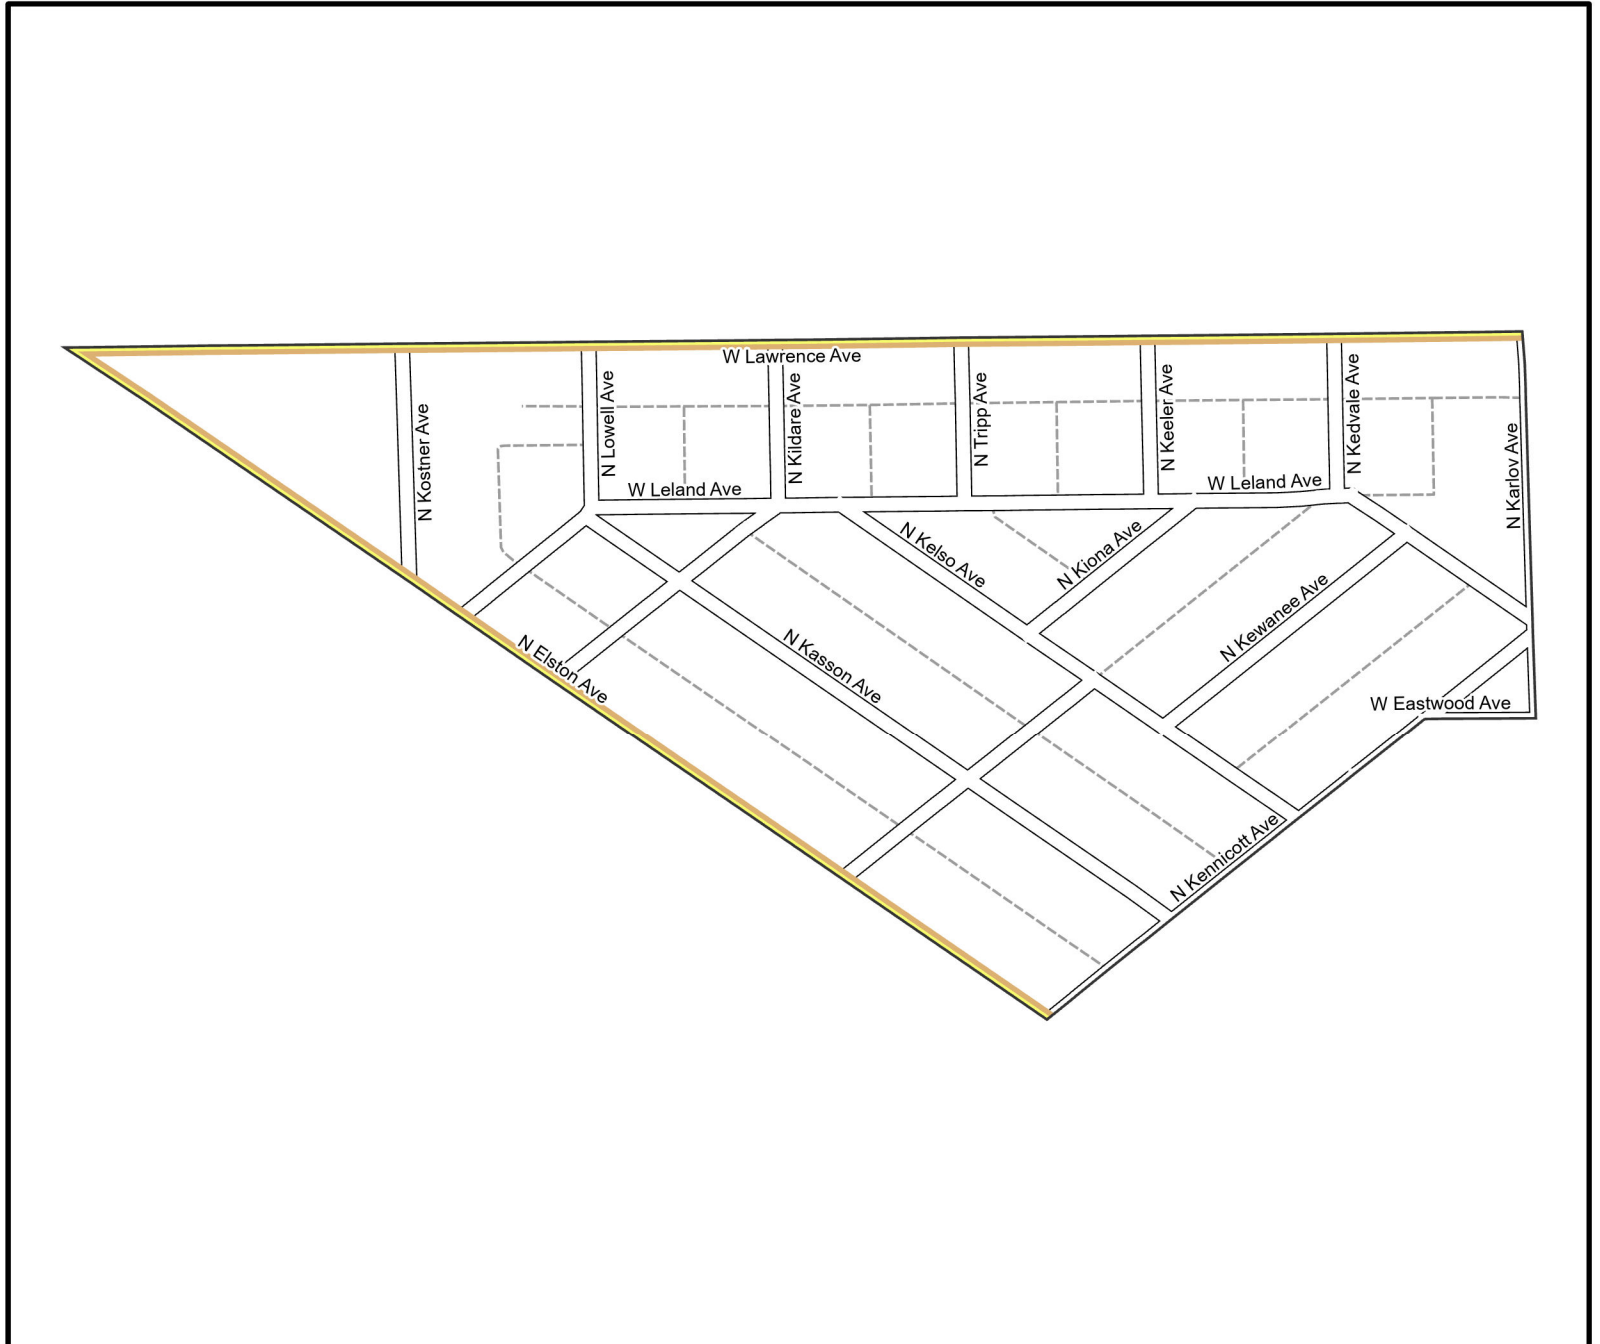 W Lawrence Ave
N Kostner Ave
N Lowell Ave
N Kildare Ave
N Tripp Ave
N Keeler Ave
N Kedvale Ave
N Karlov Ave
W Leland Ave
W Leland Ave
N Kelso Ave
N Kiona Ave
N Kewanee Ave
N Elston Ave
N Kasson Ave
W Eastwood Ave
N Kennicott Ave